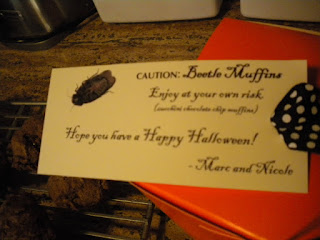 CAUTION: Beetle Muffins
Enjoy at your own risk
(zucchini chocolate chip muffins)
Hope you have a Happy Halloween!
- Marc and Nicole